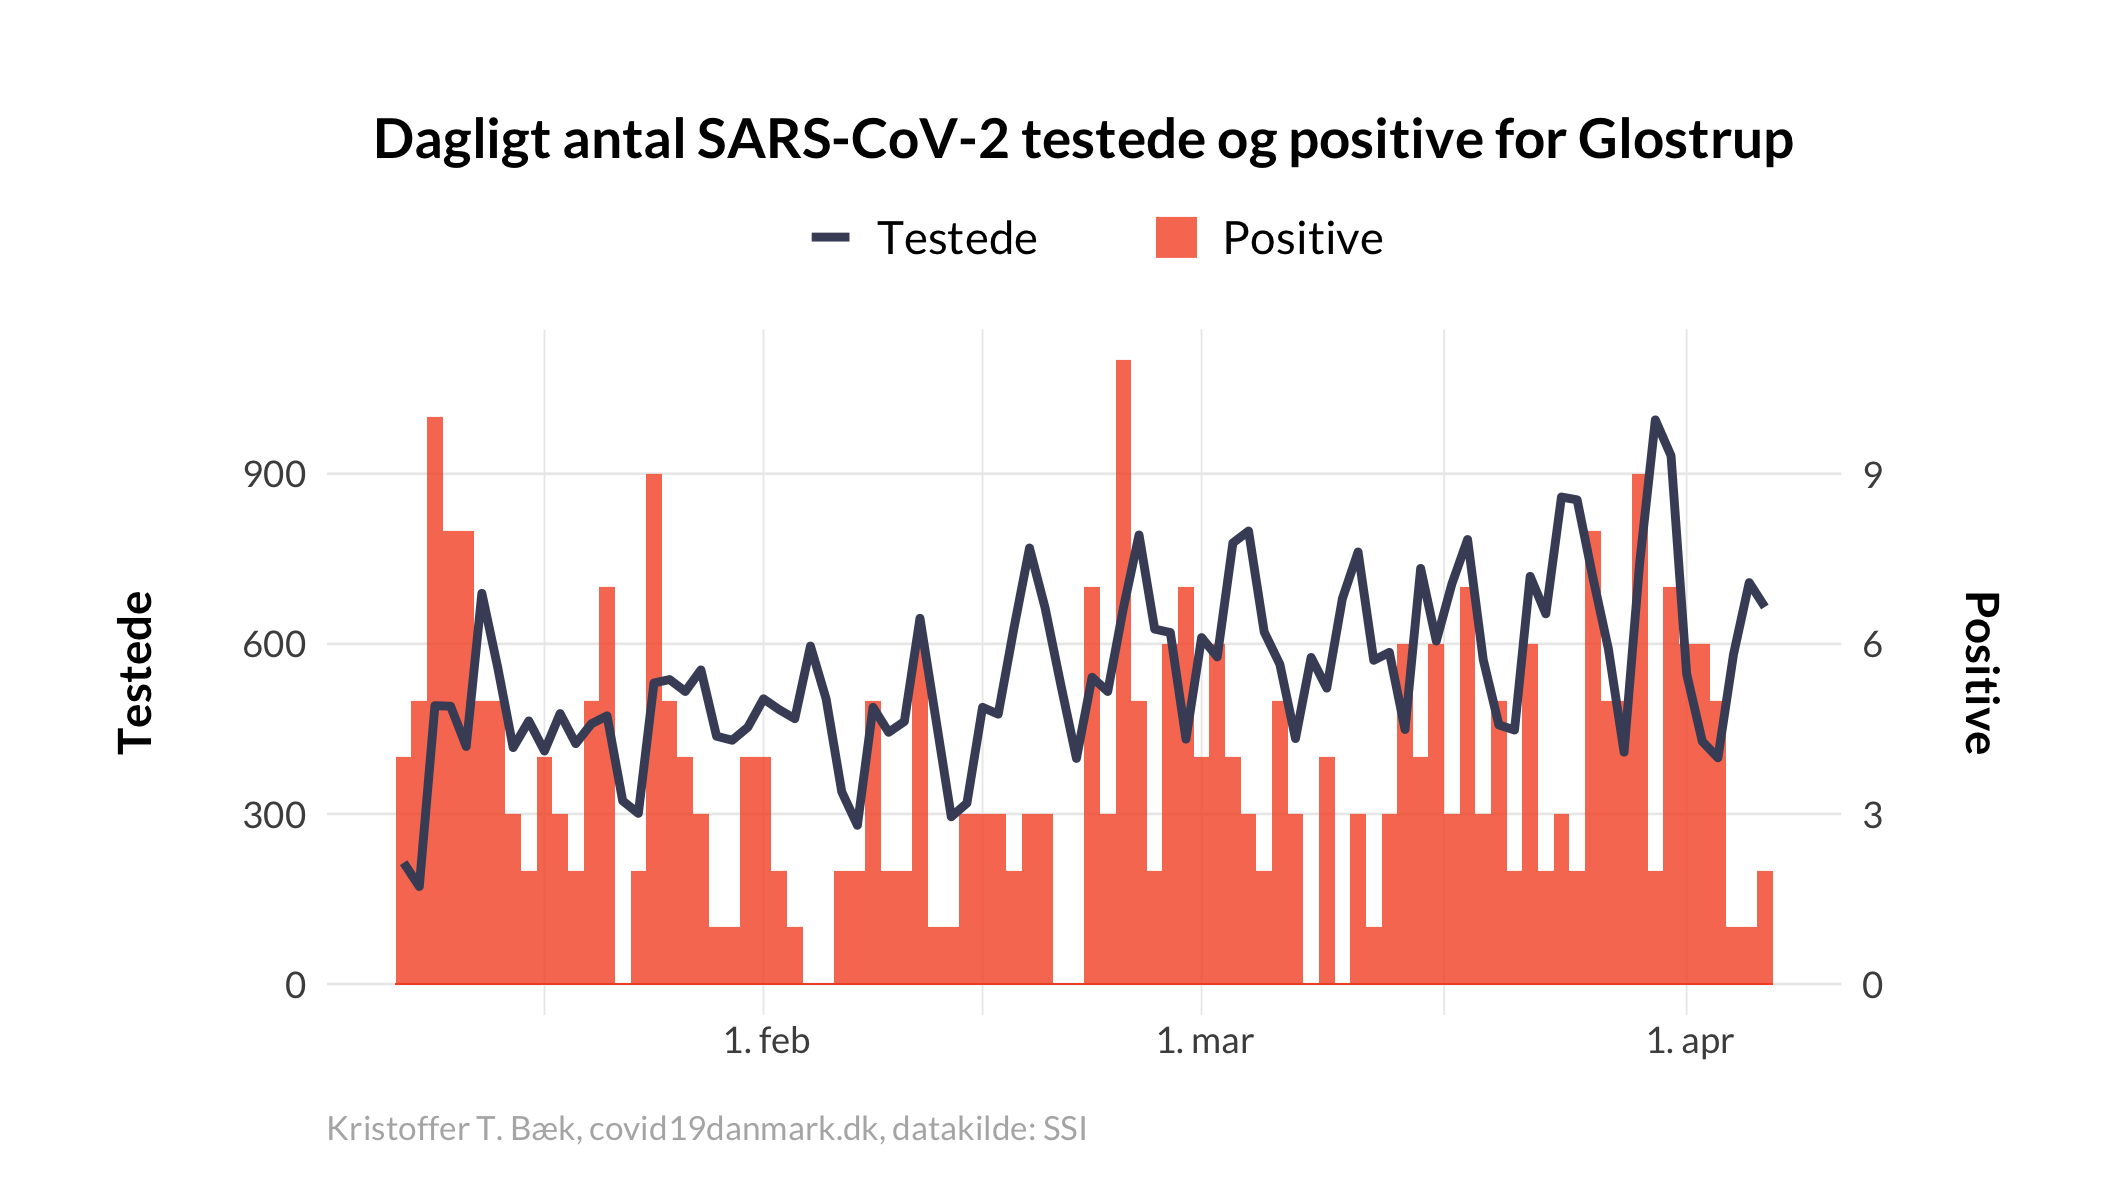 Dagligt antal SARS-CoV-2 testede og positive for Glostrup
Testede
Positive
900
600
300
0
Testede
9
6
3
0
Positive
1. feb
1. mar
1. apr
Kristoffer T. Bæk, covid19danmark.dk, datakilde: SSI